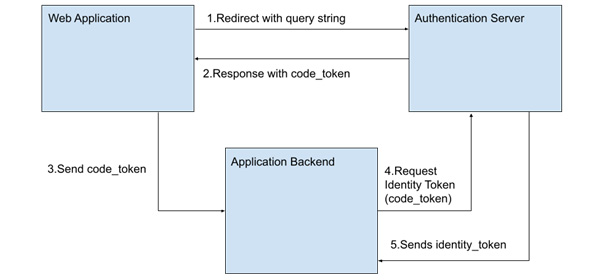 Web Application
1.Redirect with query string
Authentication Server
2.Response with code_token
3.Send code_token
Application Backend
4.Request
Identity Token
(code_token)
5.Sends identity_token